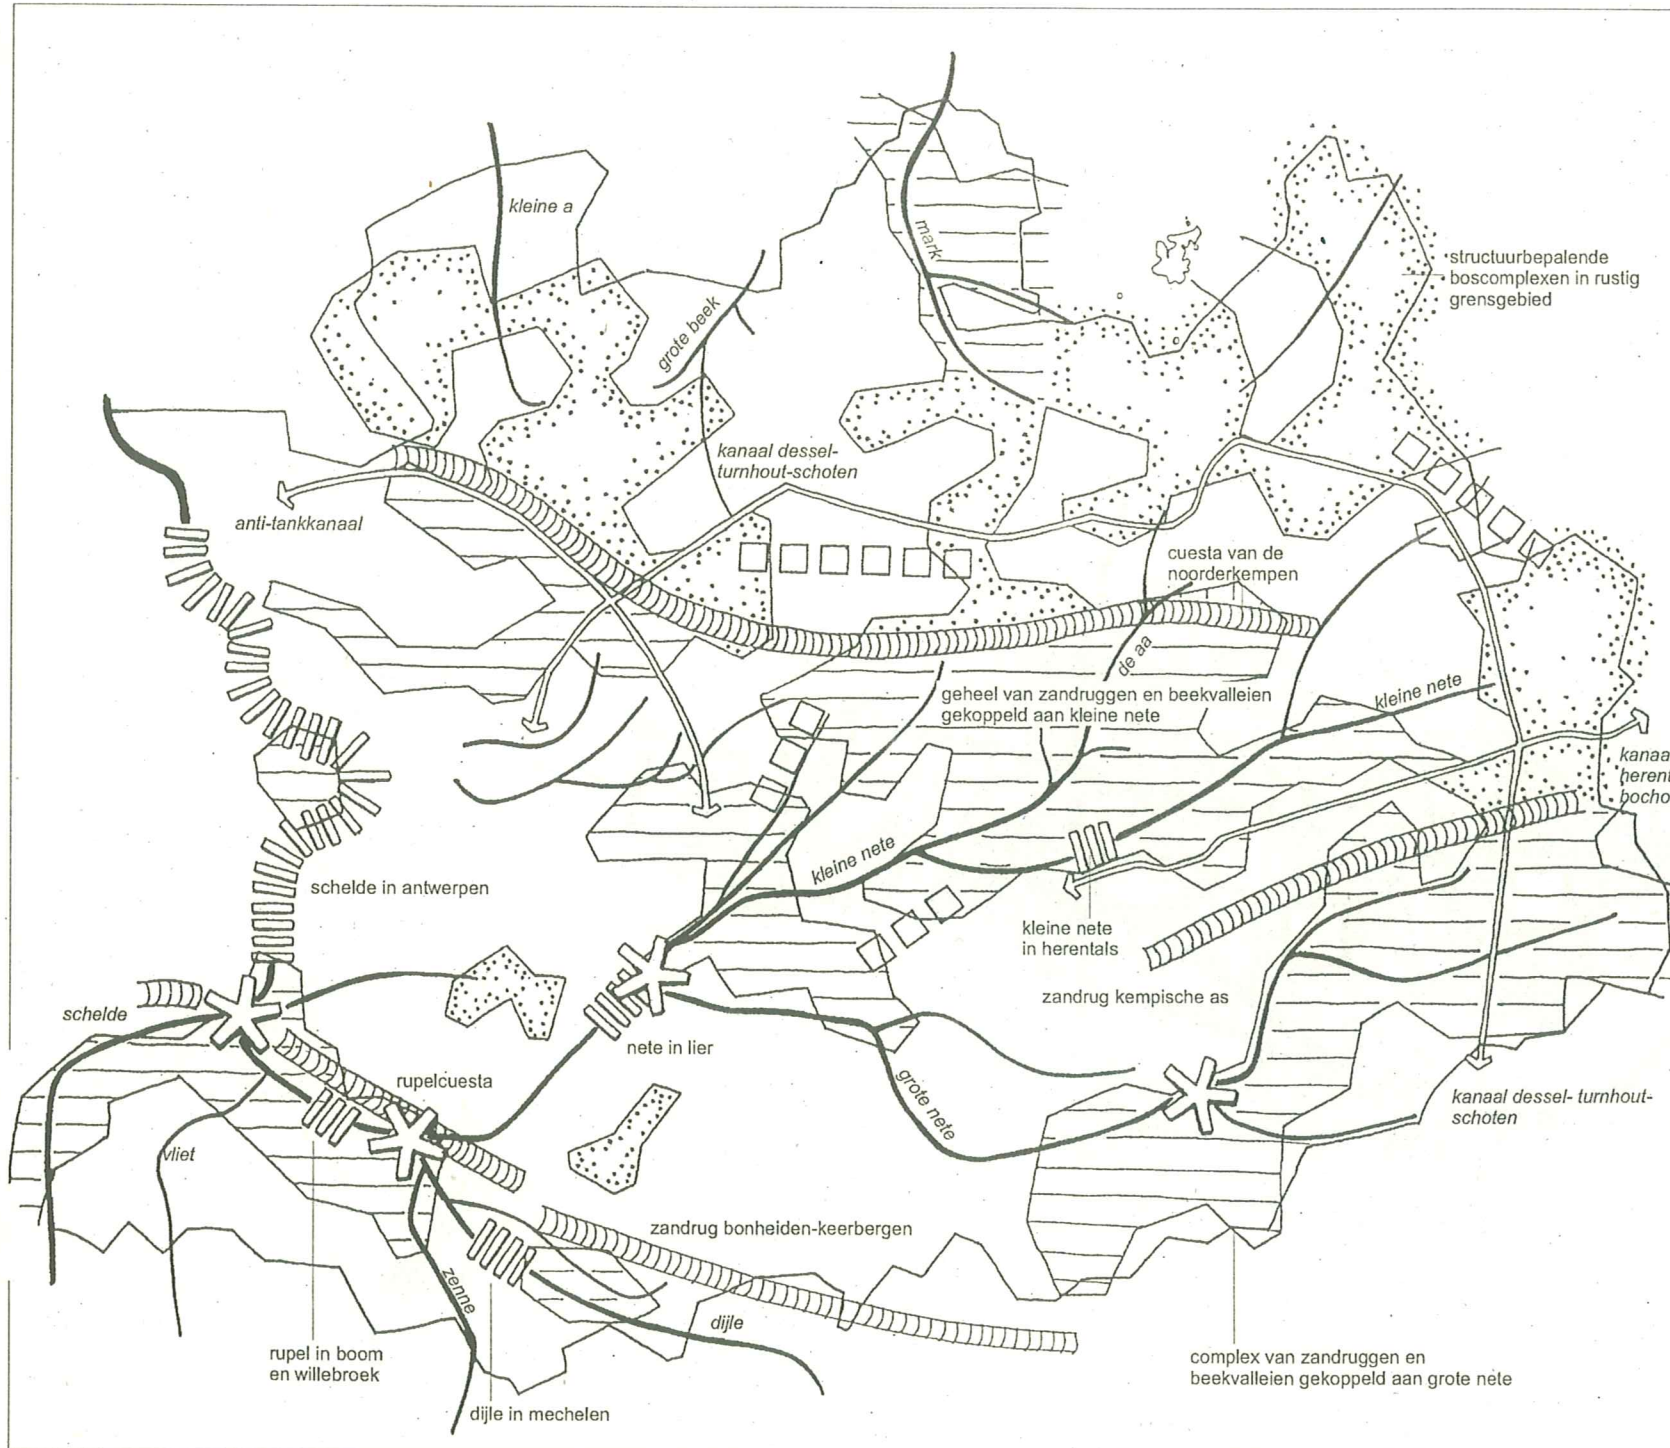 kleine a
mark
structuurbepalende
boscomplexen in rustig
grensgebied
grote beek
kanaal dessel-
turnhout-schoten
anti-tankkanaal
cuesta van de
noorderkempen
de aa
geheel van zandruggen en beekvalleien
gekoppeld aan kleine nete
kleine nete
kanaa
herent
bocho
kleine nete
schelde in antwerpen
kleine nete
in herentals
zandrug kempische as
schelde
nete in lier
rupelcuesta
grote nete
kanaal dessel- turnhout-
schoten
vliet
zandrug bonheiden-keerbergen
zenne
dijle
rupel in boom
en willebroek
complex van zandruggen en
beekvalleien gekoppeld aan grote nete
dijle in mechelen